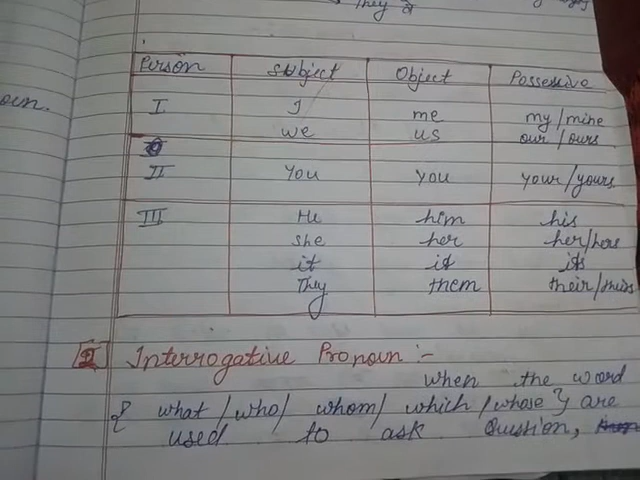 They
oun.
Person Subject Object Possessive
I I me my/mine
we us our/ours
II You you your/yours
III He him his
she her her/hers
it it its
They them their/theirs
2 Interrogative Pronoun :-
when the word
{ what/who/ whom/ which/whose } are
used to ask Question,